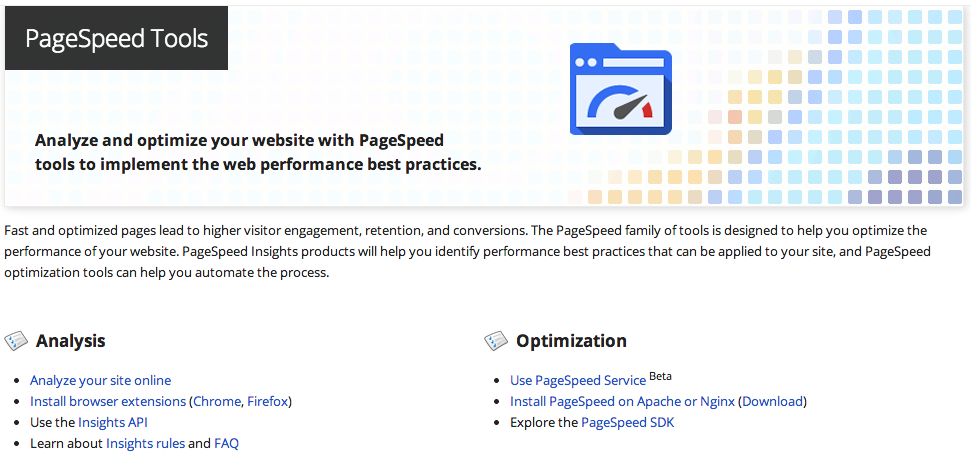 PageSpeed Tools
Analyze and optimize your website with PageSpeed
tools to implement the web performance best practices.
Fast and optimized pages lead to higher visitor engagement, retention, and conversions. The PageSpeed family of tools is designed to help you optimize the
performance of your website. PageSpeed Insights products will help you identify performance best practices that can be applied to your site, and PageSpeed
optimization tools can help you automate the process.
Analysis
Analyze your site online
Install browser extensions (Chrome, Firefox)
Use the Insights API
Learn about Insights rules and FAQ
Optimization
Use PageSpeed Service Beta
Install PageSpeed on Apache or Nginx (Download)
Explore the PageSpeed SDK